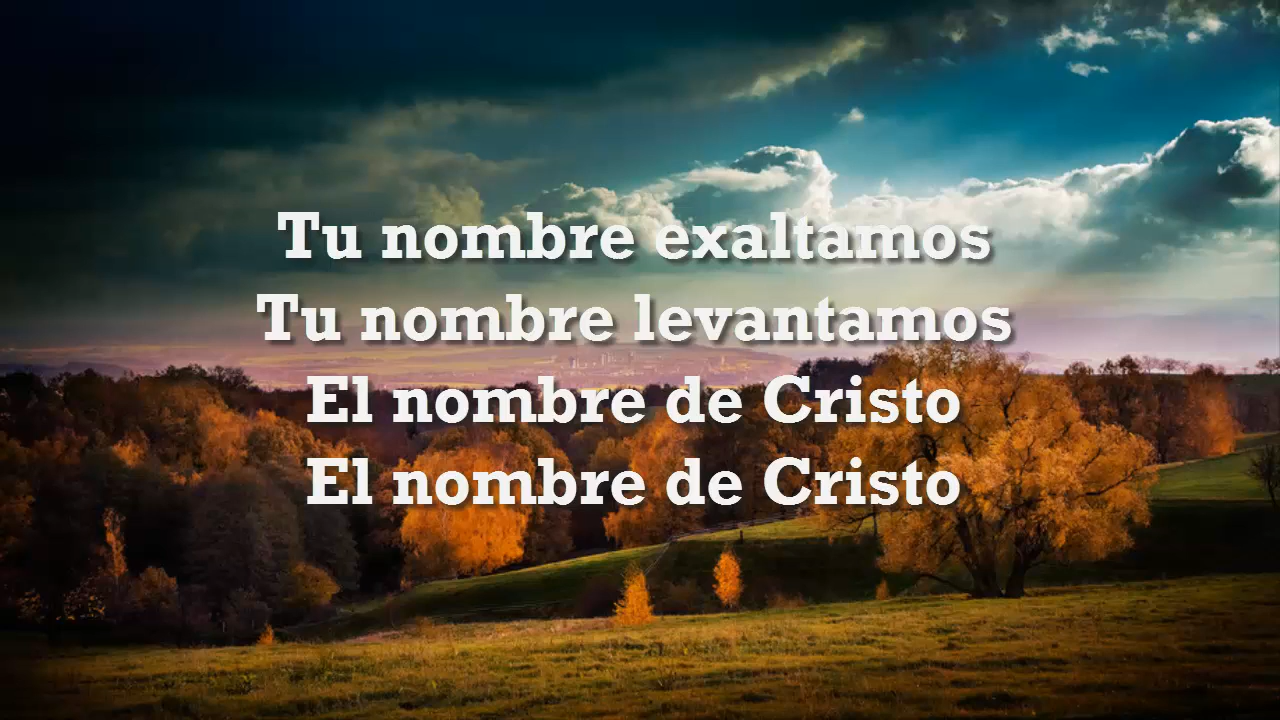 Tu nombre exaltamos
Tu nombre levantamos
El nombre de Cristo
El nombre de Cristo